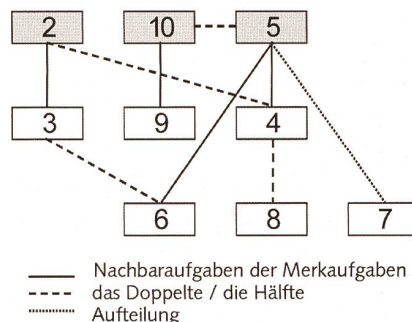 2 10 5
3 9 4
6 8 7
Nachbaraufgaben der Merkaufgaben
das Doppelte / die Hälfte
Aufteilung